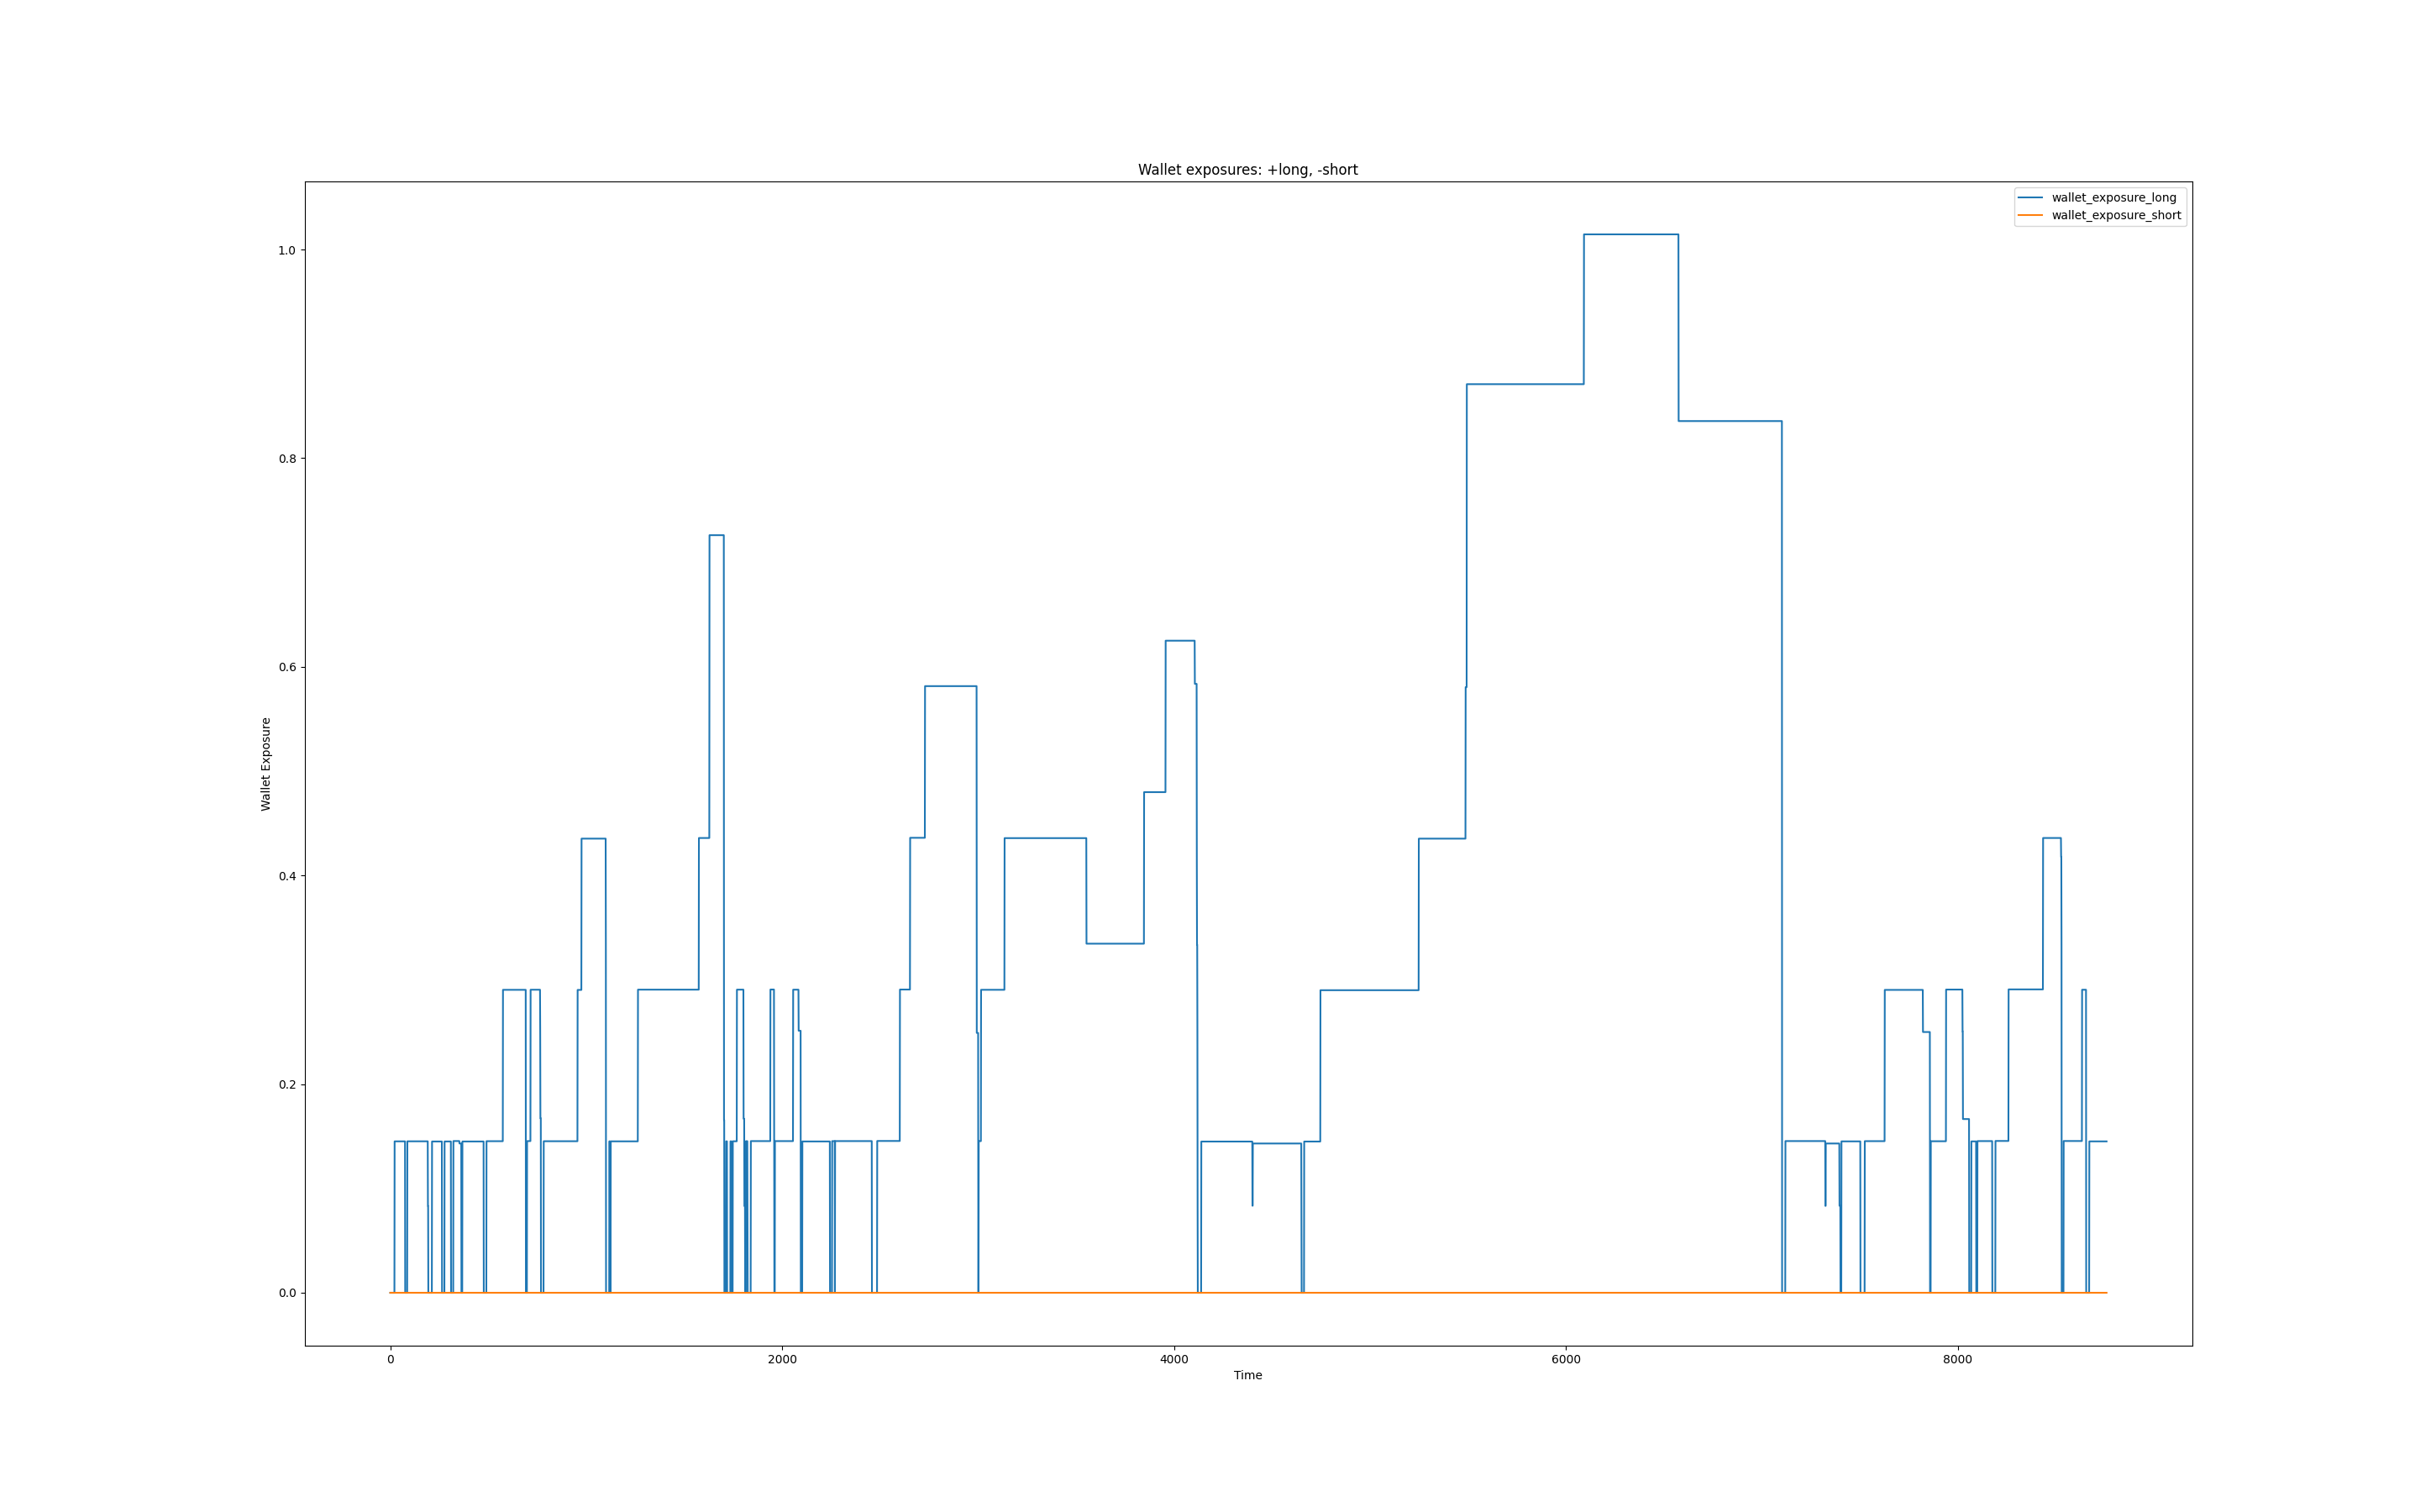 Wallet exposures: +long, -short
wallet_exposure_long
wallet_exposure_short
1.0
0.8
0.6
0.4
0.2
0.0
Wallet Exposure
0
2000
4000
6000
8000
Time